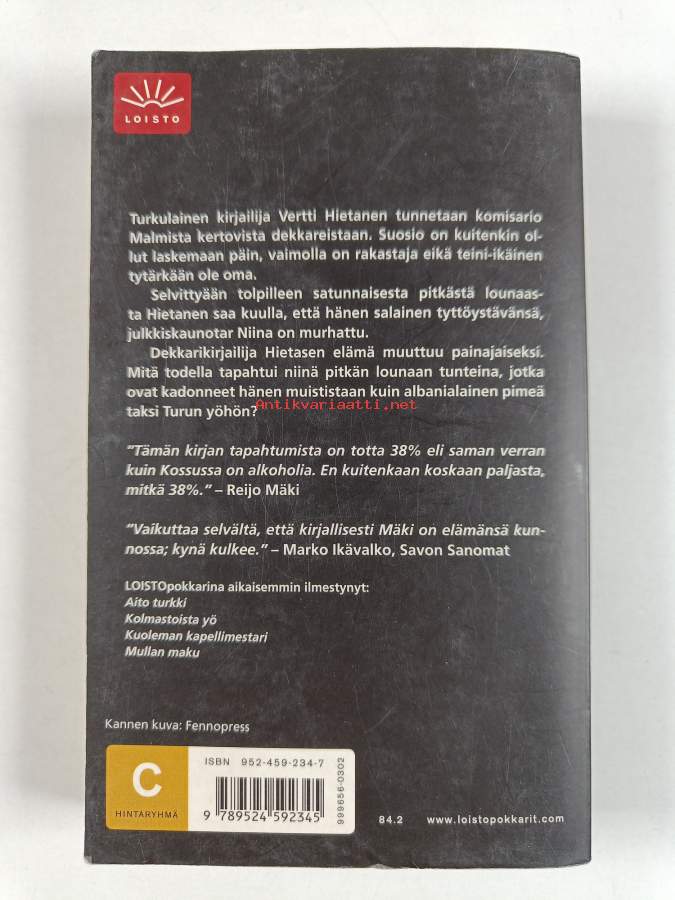 LOISTO
Turkulainen kirjailija Vertti Hietanen tunnetaan komisario
Malmista kertovista dekkareistaan. Suosio on kuitenkin ol-
lut laskemaan päin, vaimolla on rakastaja eikä teini-ikäinen
tytärkään ole oma.
Selvittyään tolpilleen satunnaisesta pitkästä lounaas-
ta Hietanen saa kuulla, että hänen salainen tyttöystävänsä,
julkkiskaunotar Niina on murhattu.
Dekkarikirjailija Hietasen elämä muuttuu painajaiseksi.
Mitä todella tapahtui niinä pitkän lounaan tunteina, jotka
ovat kadonneet hänen muististaan kuin albanialainen pimeä
taksi Turun yöhön?
Antikvariaatti.net
”Tämän kirjan tapahtumista on totta 38% eli saman verran
kuin Kossussa on alkoholia. En kuitenkaan koskaan paljasta,
mitkä 38%.” – Reijo Mäki
”Vaikuttaa selvältä, että kirjallisesti Mäki on elämänsä kun-
nossa; kynä kulkee.” – Marko Ikävalko, Savon Sanomat
LOISTOpokkarina aikaisemmin ilmestynyt:
Aito turkki
Kolmastoista yö
Kuoleman kapellimestari
Mullan maku
Kannen kuva: Fennopress
C
HINTARYHMÄ
ISBN 952-459-234-7
9 789524 592345
999656-0302
84.2 www.loistopokkarit.com